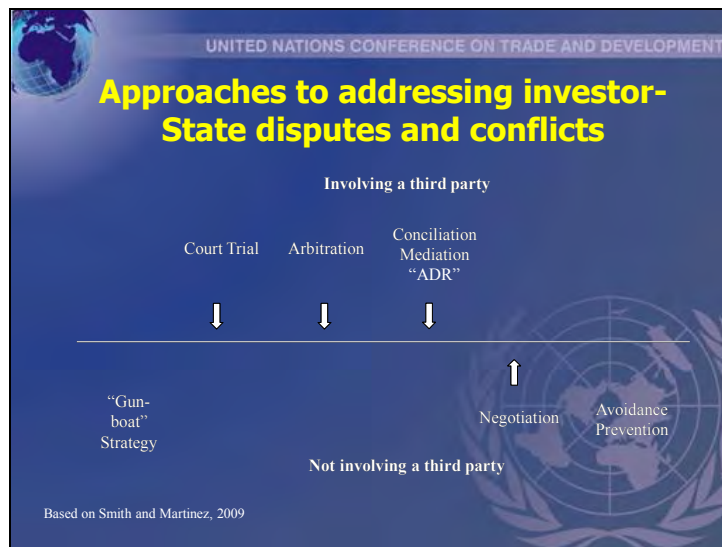 UNITED NATIONS CONFERENCE ON TRADE AND DEVELOPMENT
Approaches to addressing investor-
State disputes and conflicts
Involving a third party
Court Trial
Arbitration
Conciliation
Mediation
“ADR”
“Gun-
boat”
Strategy
Negotiation
Avoidance
Prevention
Not involving a third party
Based on Smith and Martinez, 2009